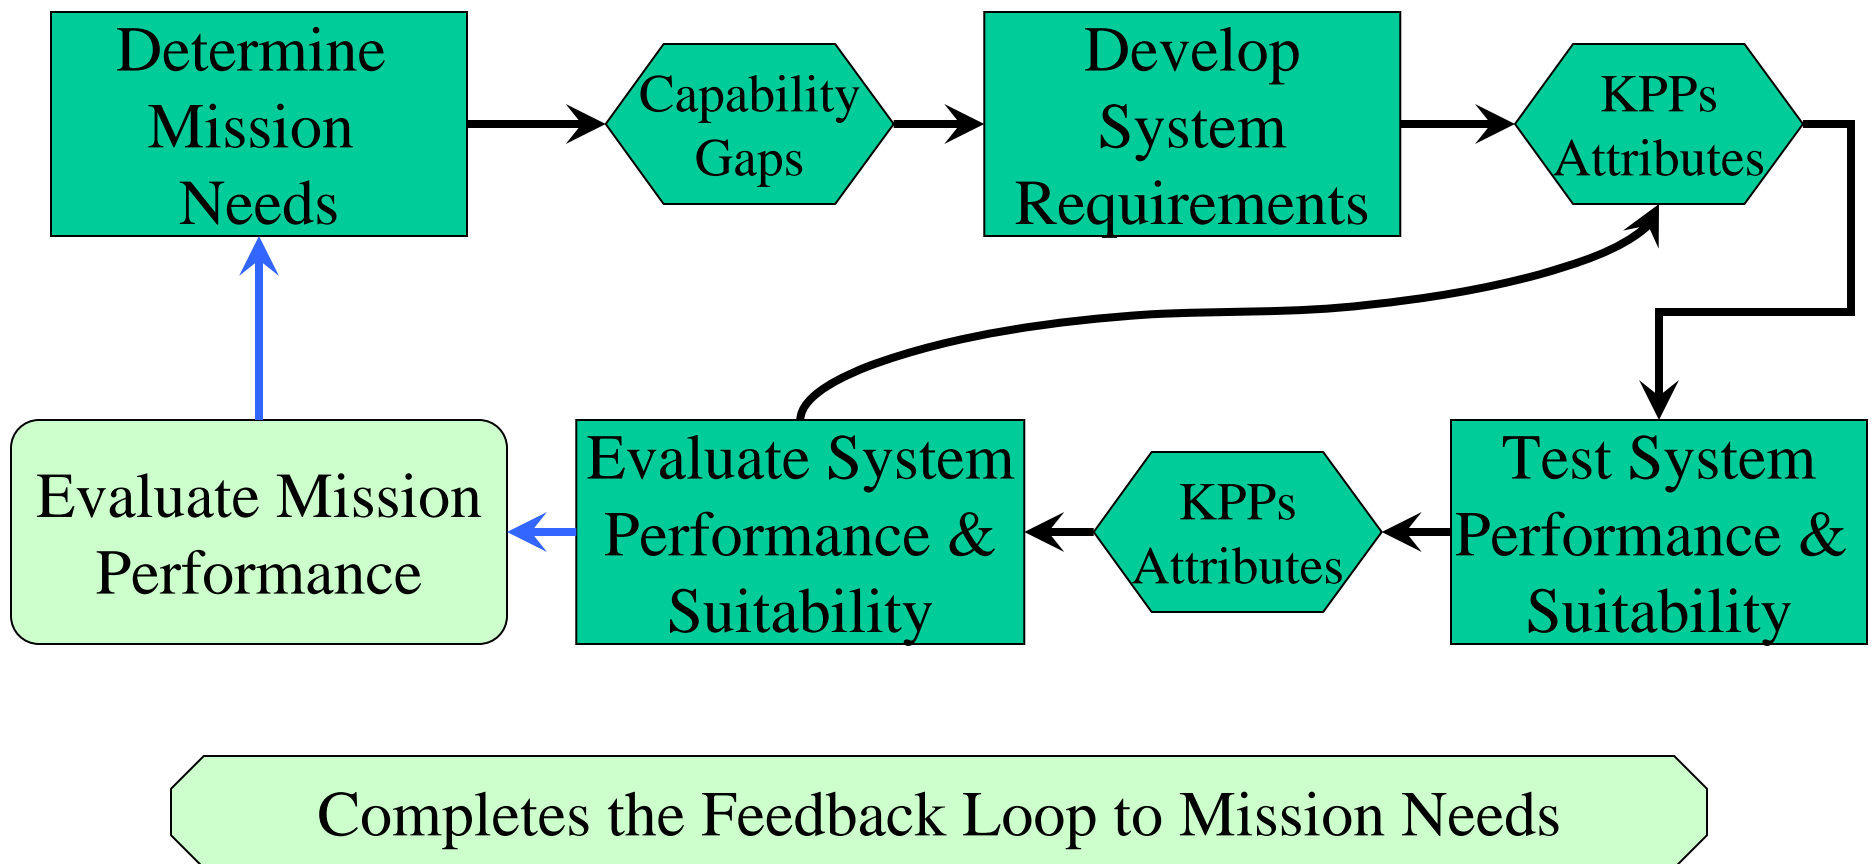 Determine
Mission
Needs
Capability
Gaps
Develop
System
Requirements
KPPs
Attributes
Evaluate Mission
Performance
Evaluate System
Performance &
Suitability
KPPs
Attributes
Test System
Performance &
Suitability
Completes the Feedback Loop to Mission Needs